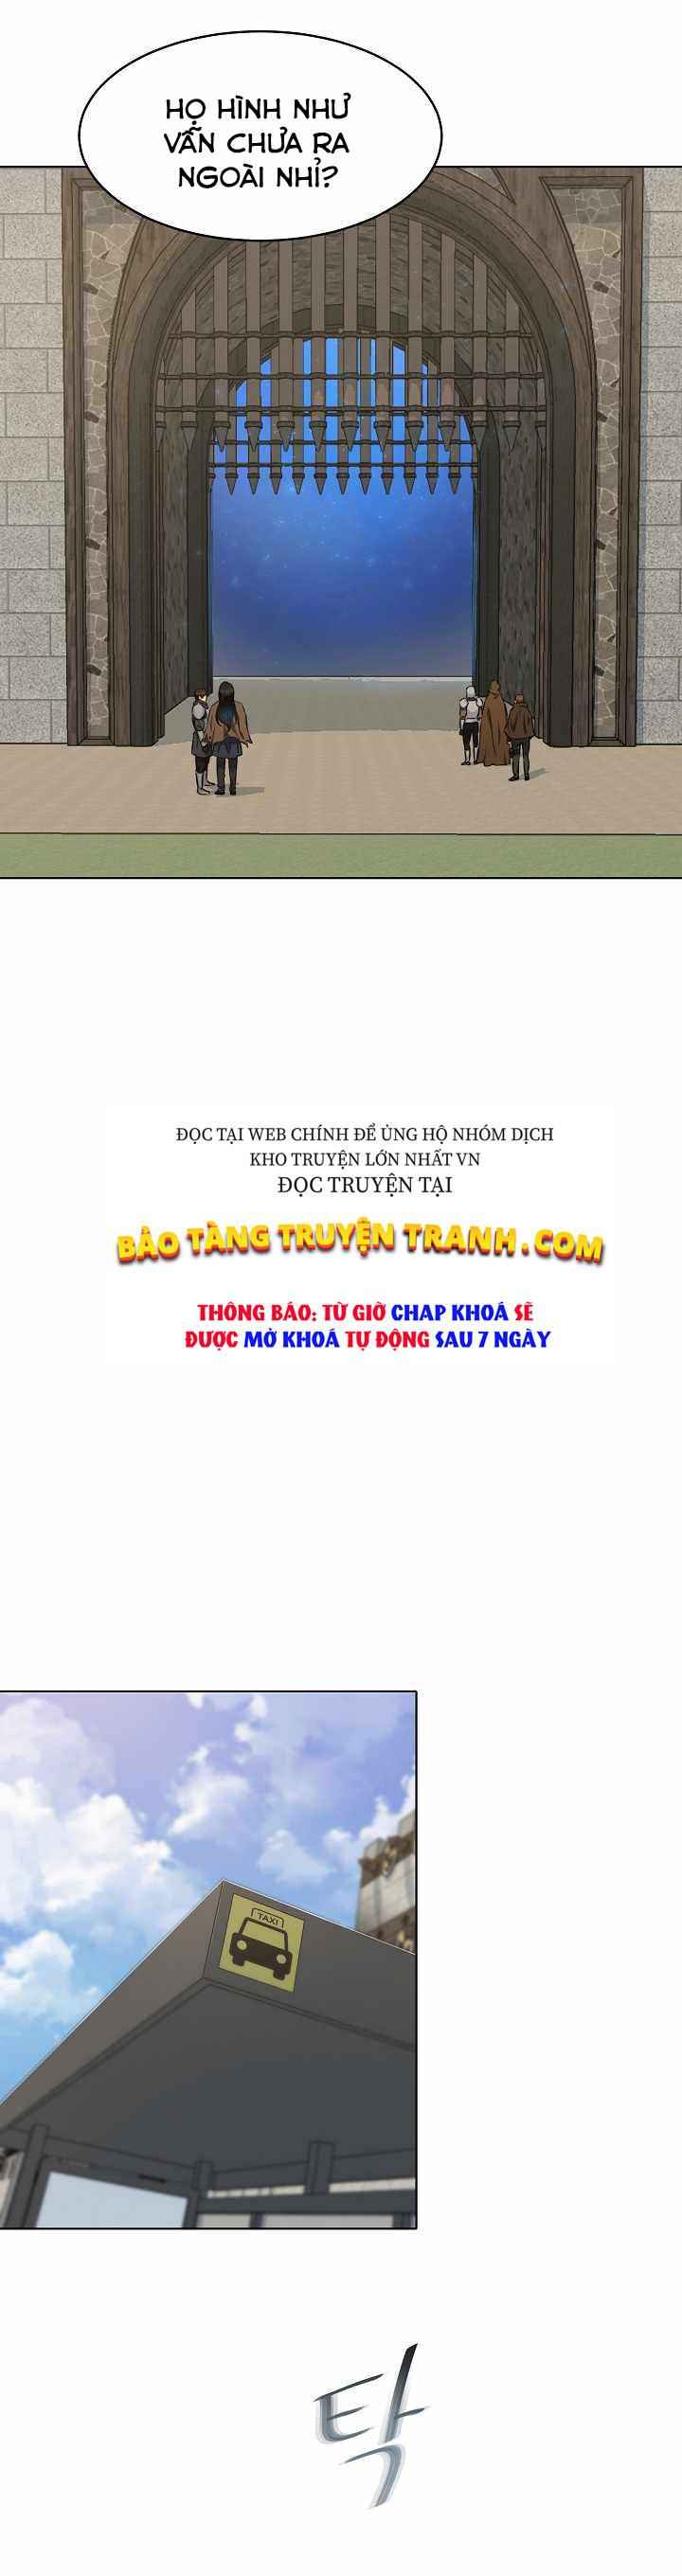 HỌ HÌNH NHƯ
VẪN CHƯA RA
NGOÀI NHỈ?
ĐỌC TẠI WEB CHÍNH ĐỂ ỦNG HỘ NHÓM DỊCH
KHO TRUYỆN LỚN NHẤT VN
ĐỌC TRUYỆN TẠI
BẢO TÀNG TRUYỆN TRANH.COM
THÔNG BÁO: TỪ GIỜ CHAP KHOÁ SẼ
ĐƯỢC MỞ KHOÁ TỰ ĐỘNG SAU 7 NGÀY
TAXI
탁